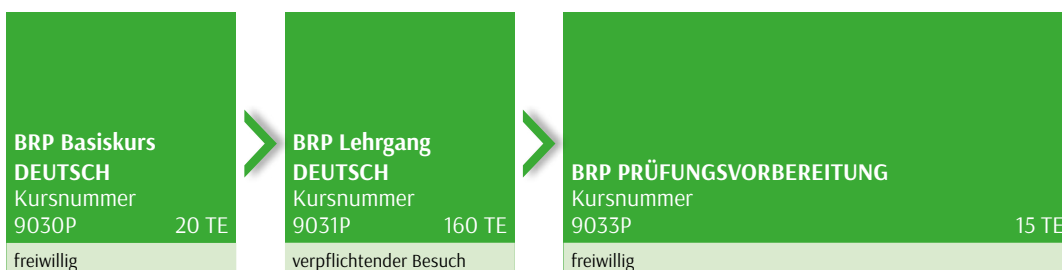 BRP Basiskurs
DEUTSCH
Kursnummer
9030P 20 TE
freiwillig
BRP Lehrgang
DEUTSCH
Kursnummer
9031P 160 TE
verpflichtender Besuch
BRP PRÜFUNGSVORBEREITUNG
Kursnummer
9033P 15 TE
freiwillig